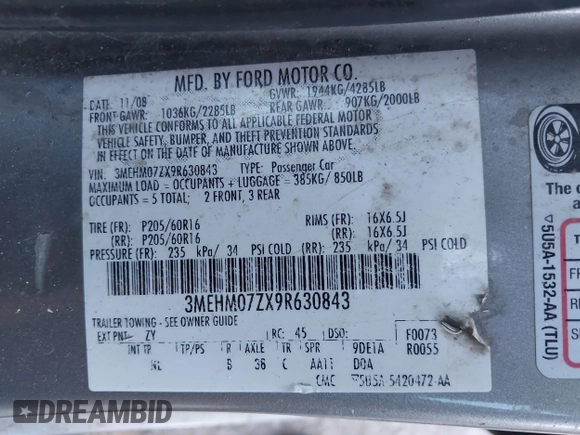 MFD. BY FORD MOTOR CO.
DATE 11/08 GVWR: 1944KG/4285LB
FRONT GAWR: 1036KG/2285LB REAR GAWR: 907KG/2000LB
THIS VEHICLE CONFORMS TO ALL APPLICABLE FEDERAL MOTOR
VEHICLE SAFETY, BUMPER, AND THEFT PREVENTION STANDARDS
IN EFFECT ON THE DATE OF MANUFACTURE SHOWN ABOVE.
VIN: 3MEHM07ZX9R630843 TYPE: Passenger Car
MAXIMUM LOAD = OCCUPANTS + LUGGAGE = 385KG/ 850LB
OCCUPANTS = 5 TOTAL; 2 FRONT, 3 REAR
TIRE (FR): P205/60R16 RIMS (FR): 16X6.5J
(RR): P205/60R16 (RR): 16X6.5J
PRESSURE (FR): 235 kPa/ 34 PSI COLD (RR): 235 kPa/ 34 PSI COLD
3MEHM07ZX9R630843
TRAILER TOWING - SEE OWNER GUIDE
EXT PNT: ZY RC: 45 DSO: F0073
INT TR TP/PS R AXLE TR SPR 9DE1A R0055
B 36 C AA11 DOA
CMC 5U5A-5420472-AA
The o
tire a
FR
RE
S
5U5A-1532-AA (TLU)
DREAMBID